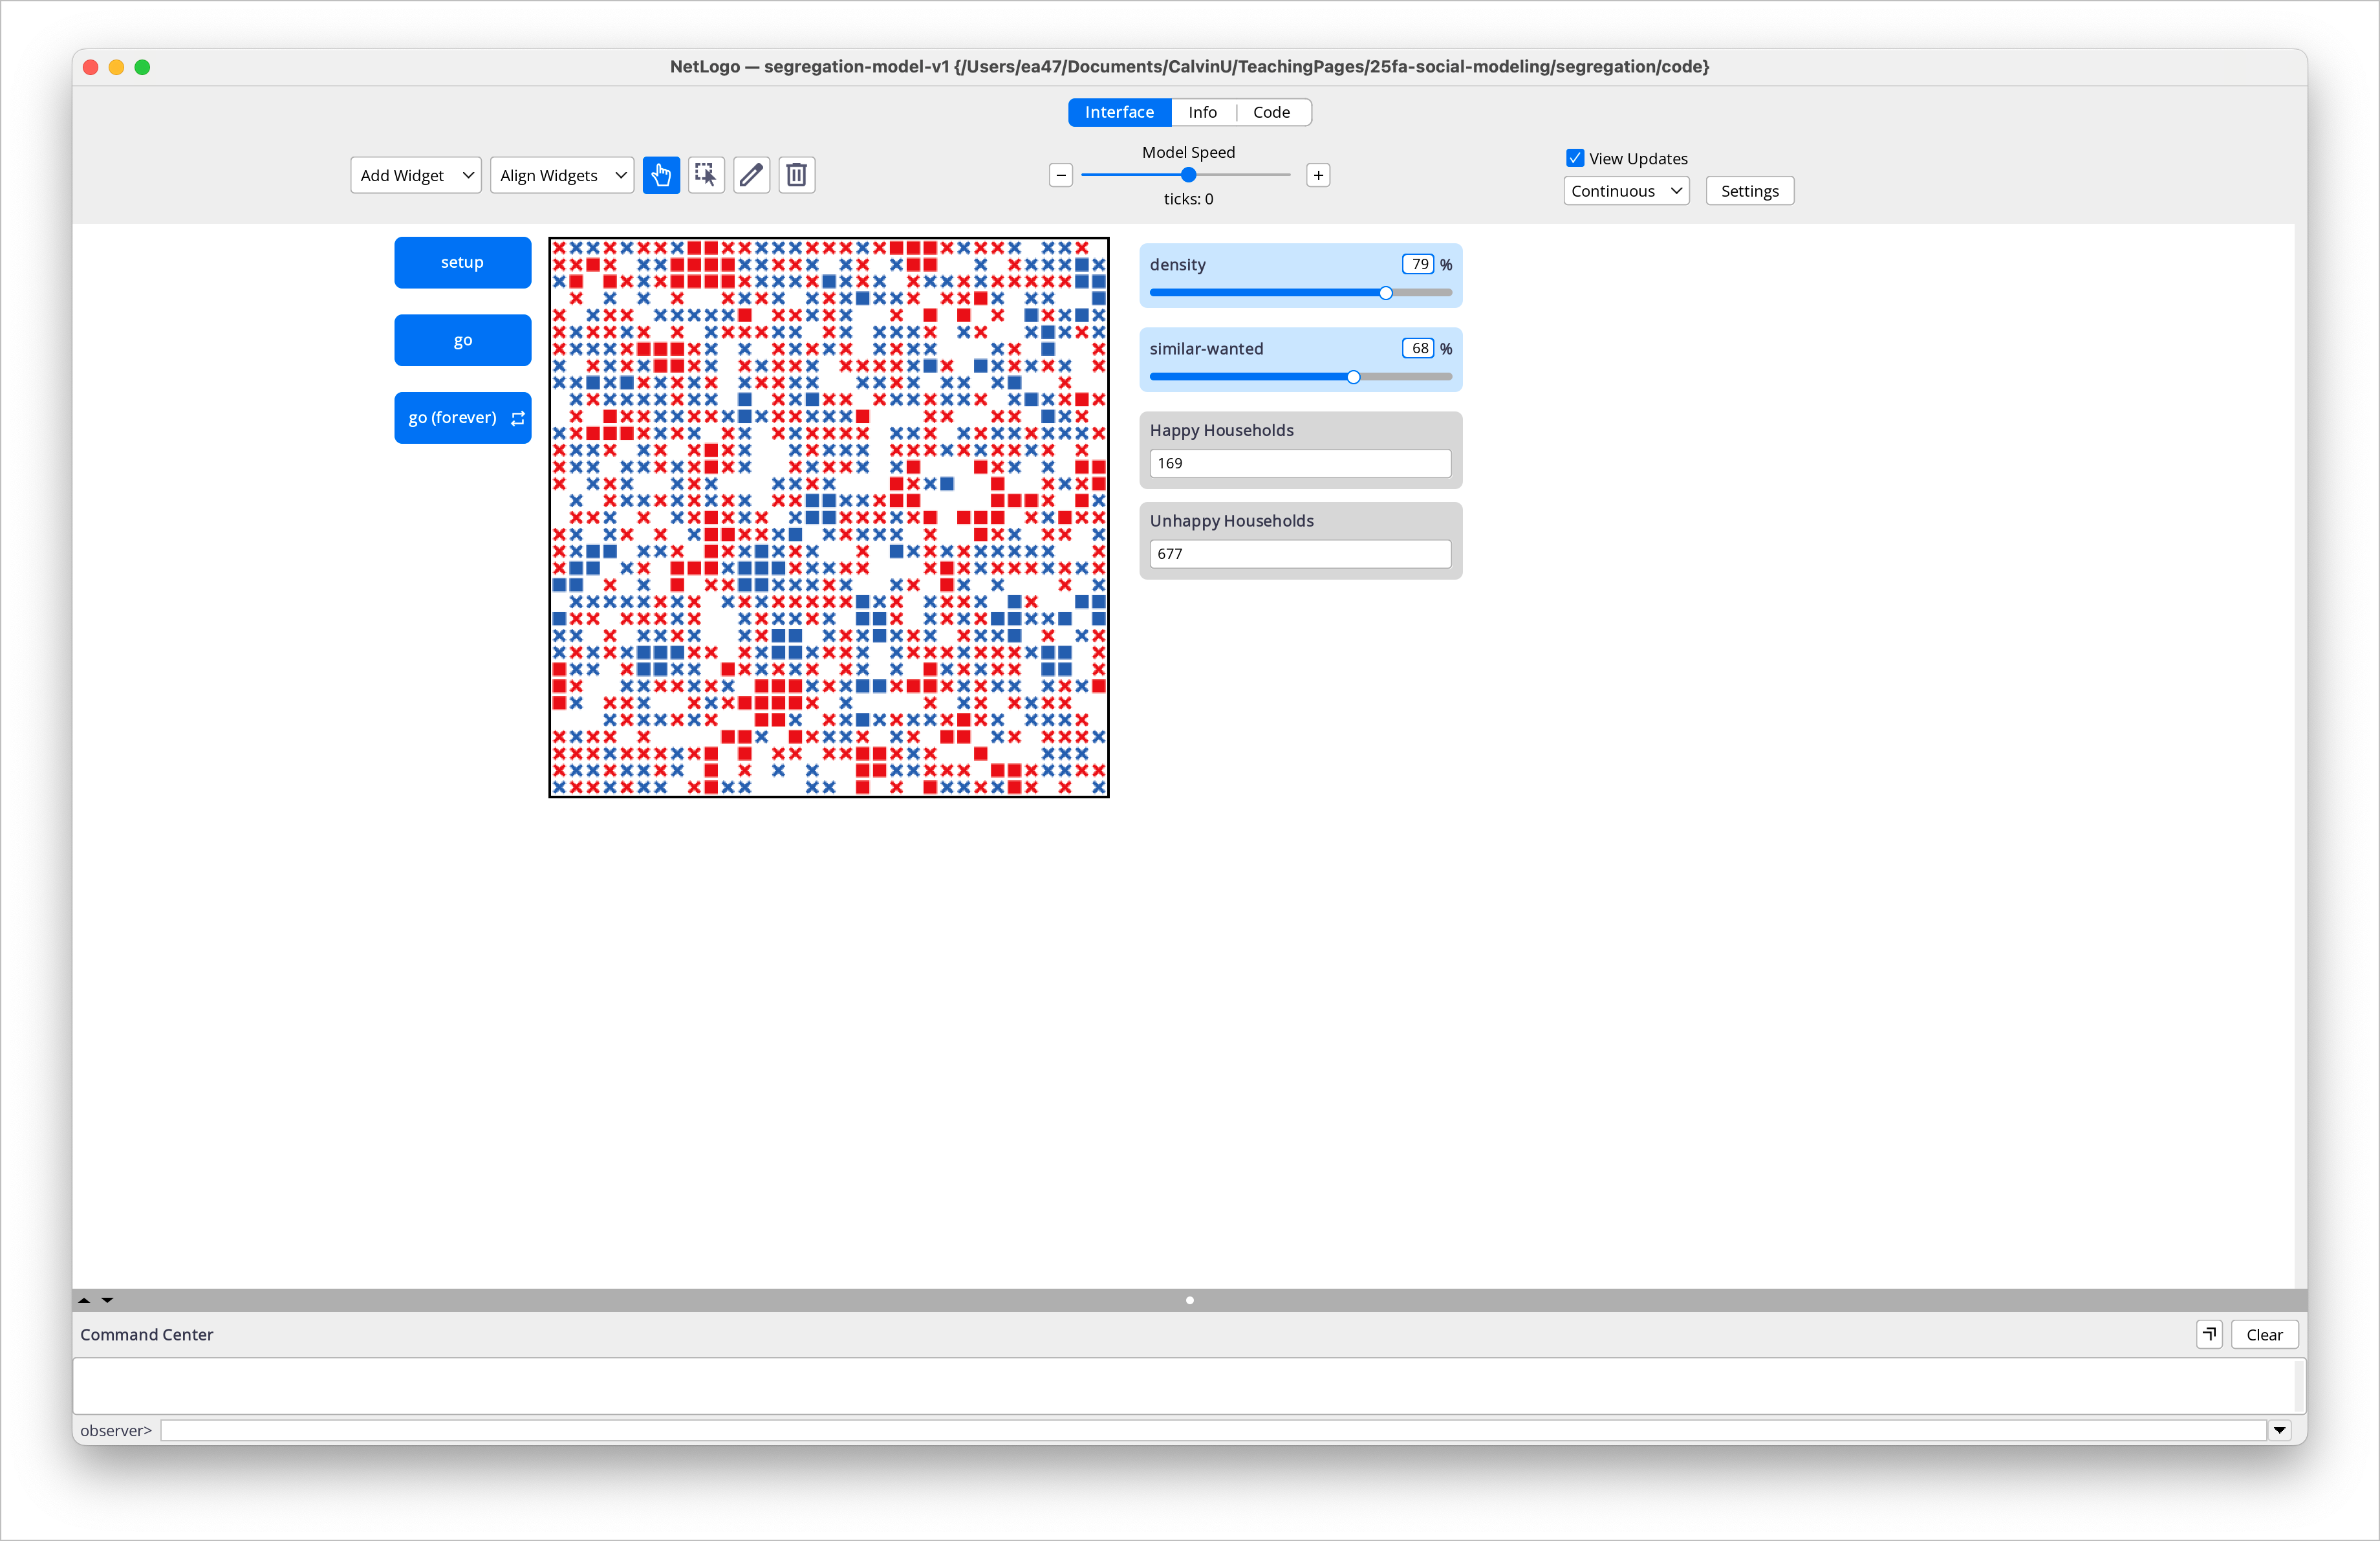 NetLogo — segregation-model-v1 {/Users/ea47/Documents/CalvinU/TeachingPages/25fa-social-modeling/segregation/code}
Interface
Info
Code
Add Widget
Align Widgets
Model Speed
ticks: 0
View Updates
Continuous
Settings
setup
go
go (forever)
density
79 %
similar-wanted
68 %
Happy Households
169
Unhappy Households
677
Command Center
Clear
observer>